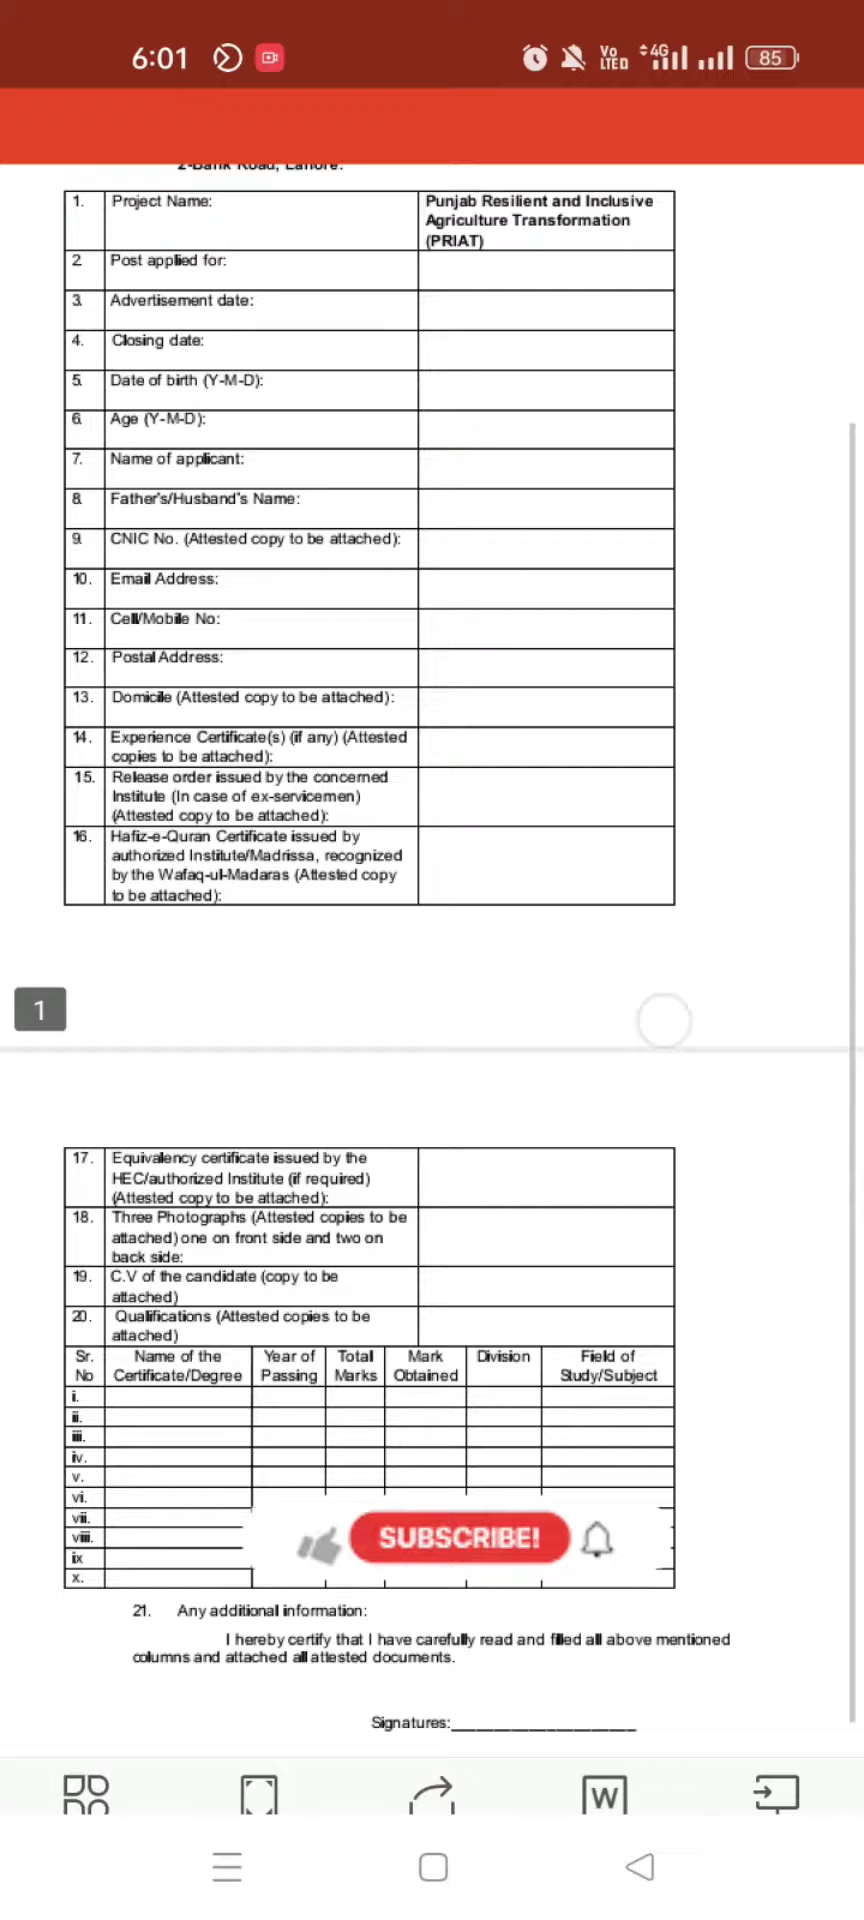 6:01
Vo LTED 4G 85
2-Bank Road, Lahore.
1. Project Name: Punjab Resilient and Inclusive
Agriculture Transformation
(PRIAT)
2 Post applied for:
3. Advertisement date:
4. Closing date:
5. Date of birth (Y-M-D):
6. Age (Y-M-D):
7. Name of applicant:
8. Father's/Husband's Name:
9. CNIC No. (Attested copy to be attached):
10. Email Address:
11. Cell/Mobile No:
12. Postal Address:
13. Domicile (Attested copy to be attached):
14. Experience Certificate(s) (if any) (Attested
copies to be attached):
15. Release order issued by the concerned
Institute (In case of ex-servicemen)
(Attested copy to be attached):
16. Hafiz-e-Quran Certificate issued by
authorized Institute/Madrissa, recognized
by the Wafaq-ul-Madaras (Attested copy
to be attached):
1
17. Equivalency certificate issued by the
HEC/authorized Institute (if required)
(Attested copy to be attached):
18. Three Photographs (Attested copies to be
attached) one on front side and two on
back side:
19. C.V of the candidate (copy to be
attached)
20. Qualifications (Attested copies to be
attached)
Sr. Name of the Year of Total Mark Division Field of
No Certificate/Degree Passing Marks Obtained Study/Subject
i.
ii.
iii.
iv.
v.
vi.
vii.
viii.
ix
x.
SUBSCRIBE!
21. Any additional information:
I hereby certify that I have carefully read and filled all above mentioned
columns and attached all attested documents.
Signatures:
W